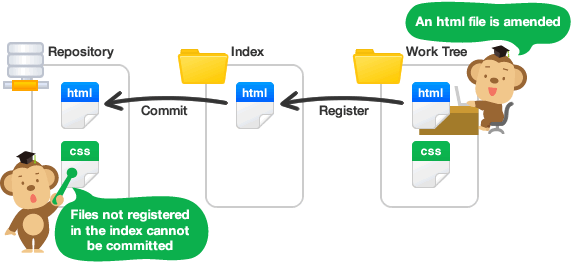 An html file is amended
Repository
Index
Work Tree
html
html
html
Commit
Register
css
css
Files not registered
in the index cannot
be committed